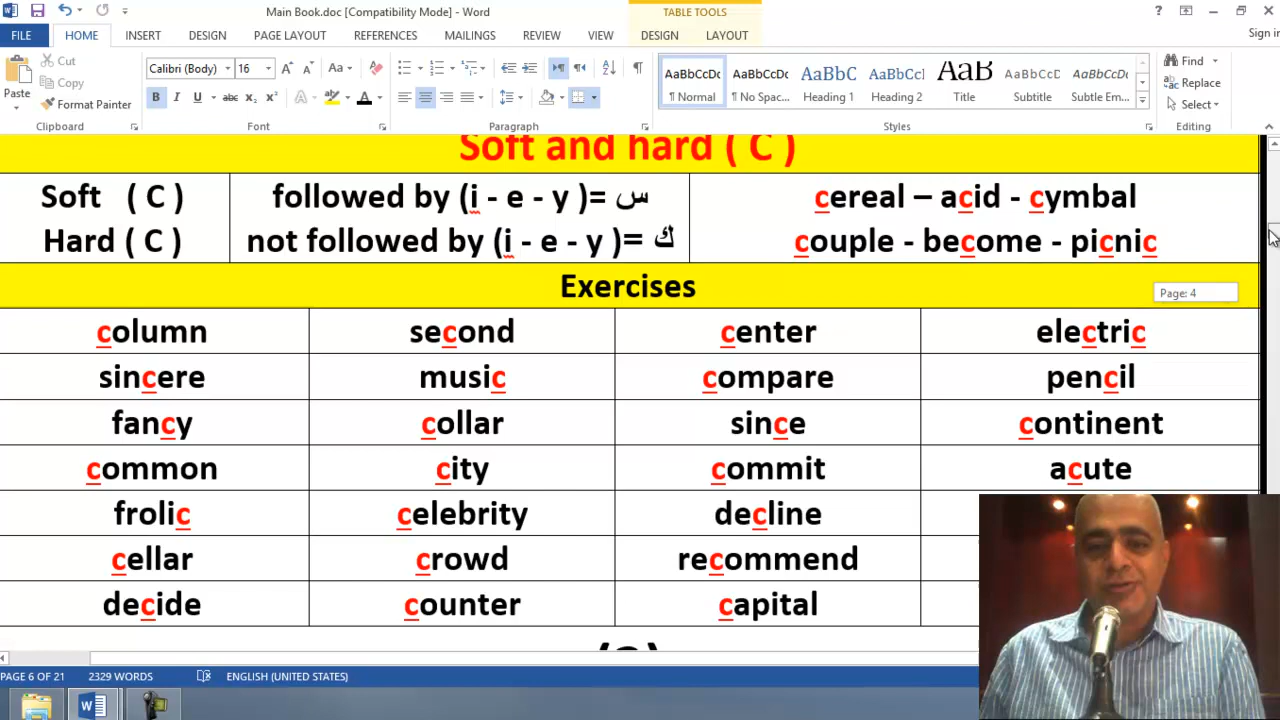 Main Book.doc [Compatibility Mode] - Word
TABLE TOOLS
?
FILE HOME INSERT DESIGN PAGE LAYOUT REFERENCES MAILINGS REVIEW VIEW DESIGN LAYOUT Sign in
Paste
Cut
Copy
Format Painter
Calibri (Body) 16
AaBbCcDc AaBbCcDc AaBbC AaBbCcl AaB AaBbCcD AaBbCcDc
¶ Normal ¶ No Spac... Heading 1 Heading 2 Title Subtitle Subtle Em...
Find
Replace
Select
Clipboard Font Paragraph Styles Editing
Soft and hard ( C )
Soft ( C ) followed by (i - e - y )= س cereal – acid - cymbal
Hard ( C ) not followed by (i - e - y )= ك couple - become - picnic
Exercises
Page: 4
column second center electric
sincere music compare pencil
fancy collar since continent
common city commit acute
frolic celebrity decline
cellar crowd recommend
decide counter capital
PAGE 6 OF 21 2329 WORDS ENGLISH (UNITED STATES)